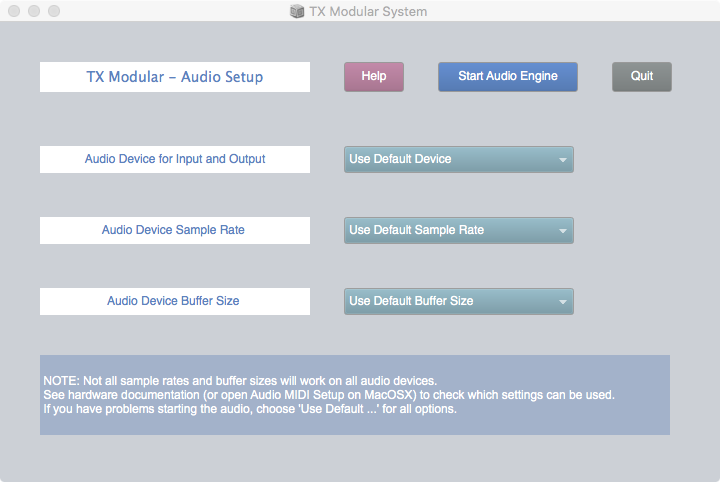 TX Modular System
TX Modular – Audio Setup
Help
Start Audio Engine
Quit
Audio Device for Input and Output
Use Default Device
Audio Device Sample Rate
Use Default Sample Rate
Audio Device Buffer Size
Use Default Buffer Size
NOTE: Not all sample rates and buffer sizes will work on all audio devices.
See hardware documentation (or open Audio MIDI Setup on MacOSX) to check which settings can be used.
If you have problems starting the audio, choose 'Use Default ...' for all options.